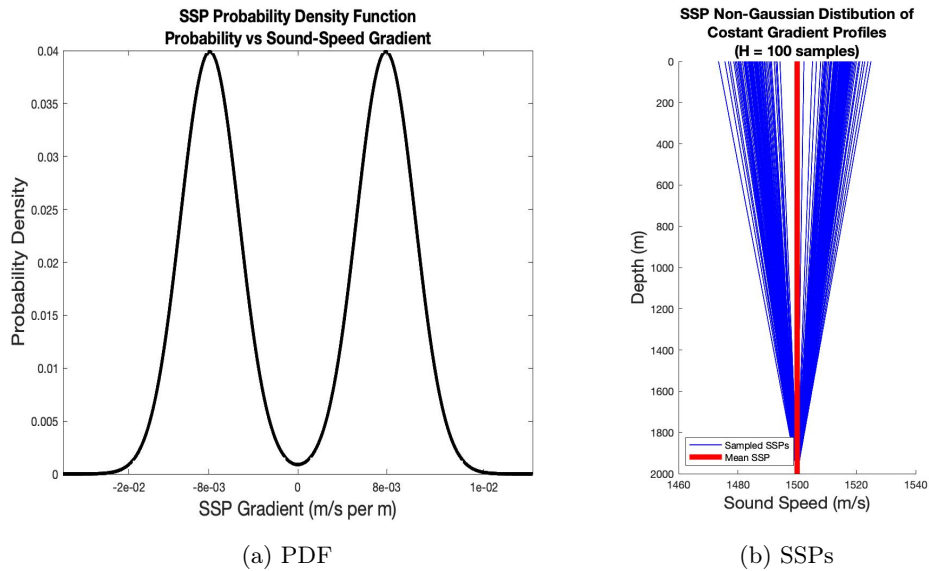 SSP Probability Density Function
Probability vs Sound-Speed Gradient
0.04
0.035
0.03
0.025
0.02
0.015
0.01
0.005
0
Probability Density
-2e-02
-8e-03
0
8e-03
1e-02
SSP Gradient (m/s per m)
(a) PDF
SSP Non-Gaussian Distibution of
Costant Gradient Profiles
(H = 100 samples)
0
200
400
600
800
1000
1200
1400
1600
1800
2000
Depth (m)
Sampled SSPs
Mean SSP
1460
1480
1500
1520
1540
Sound Speed (m/s)
(b) SSPs